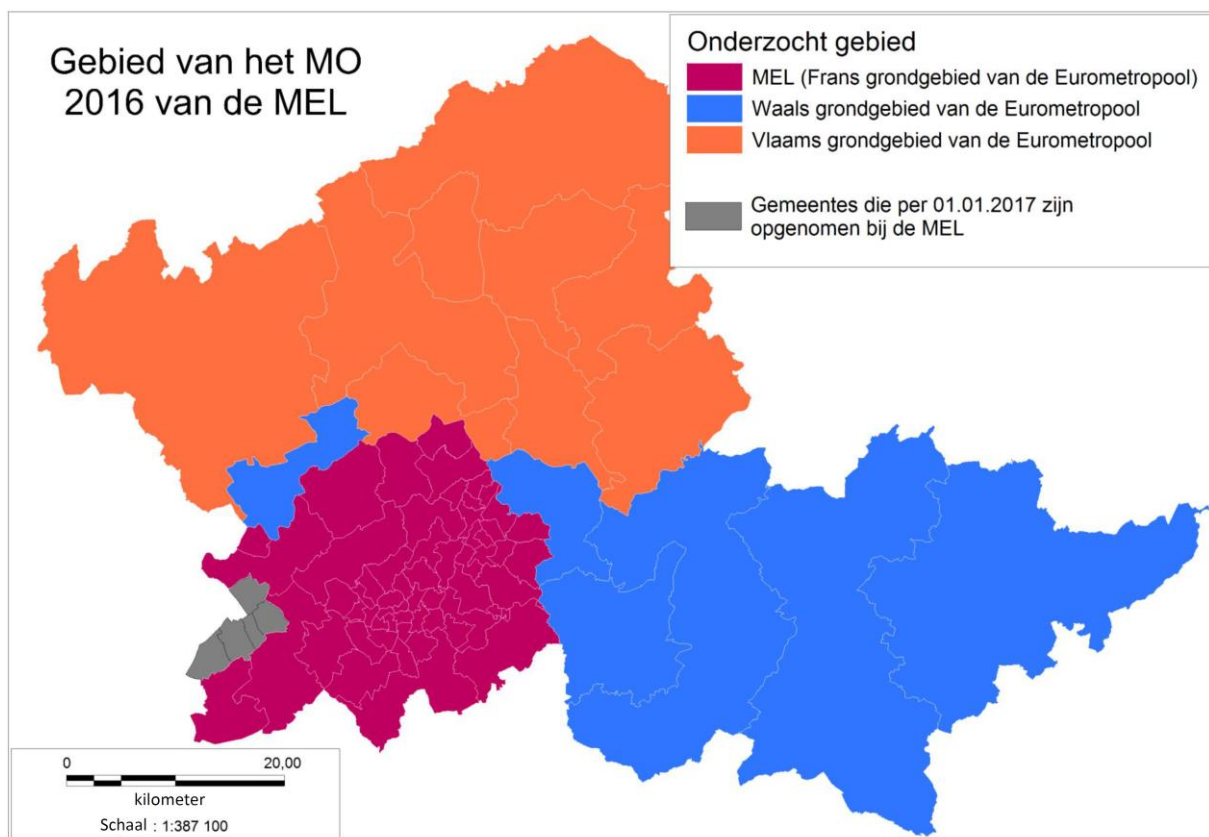 Gebied van het MO
2016 van de MEL
Onderzocht gebied
MEL (Frans grondgebied van de Eurometropool)
Waals grondgebied van de Eurometropool
Vlaams grondgebied van de Eurometropool
Gemeentes die per 01.01.2017 zijn
opgenomen bij de MEL
0 20,00
kilometer
Schaal : 1:387 100